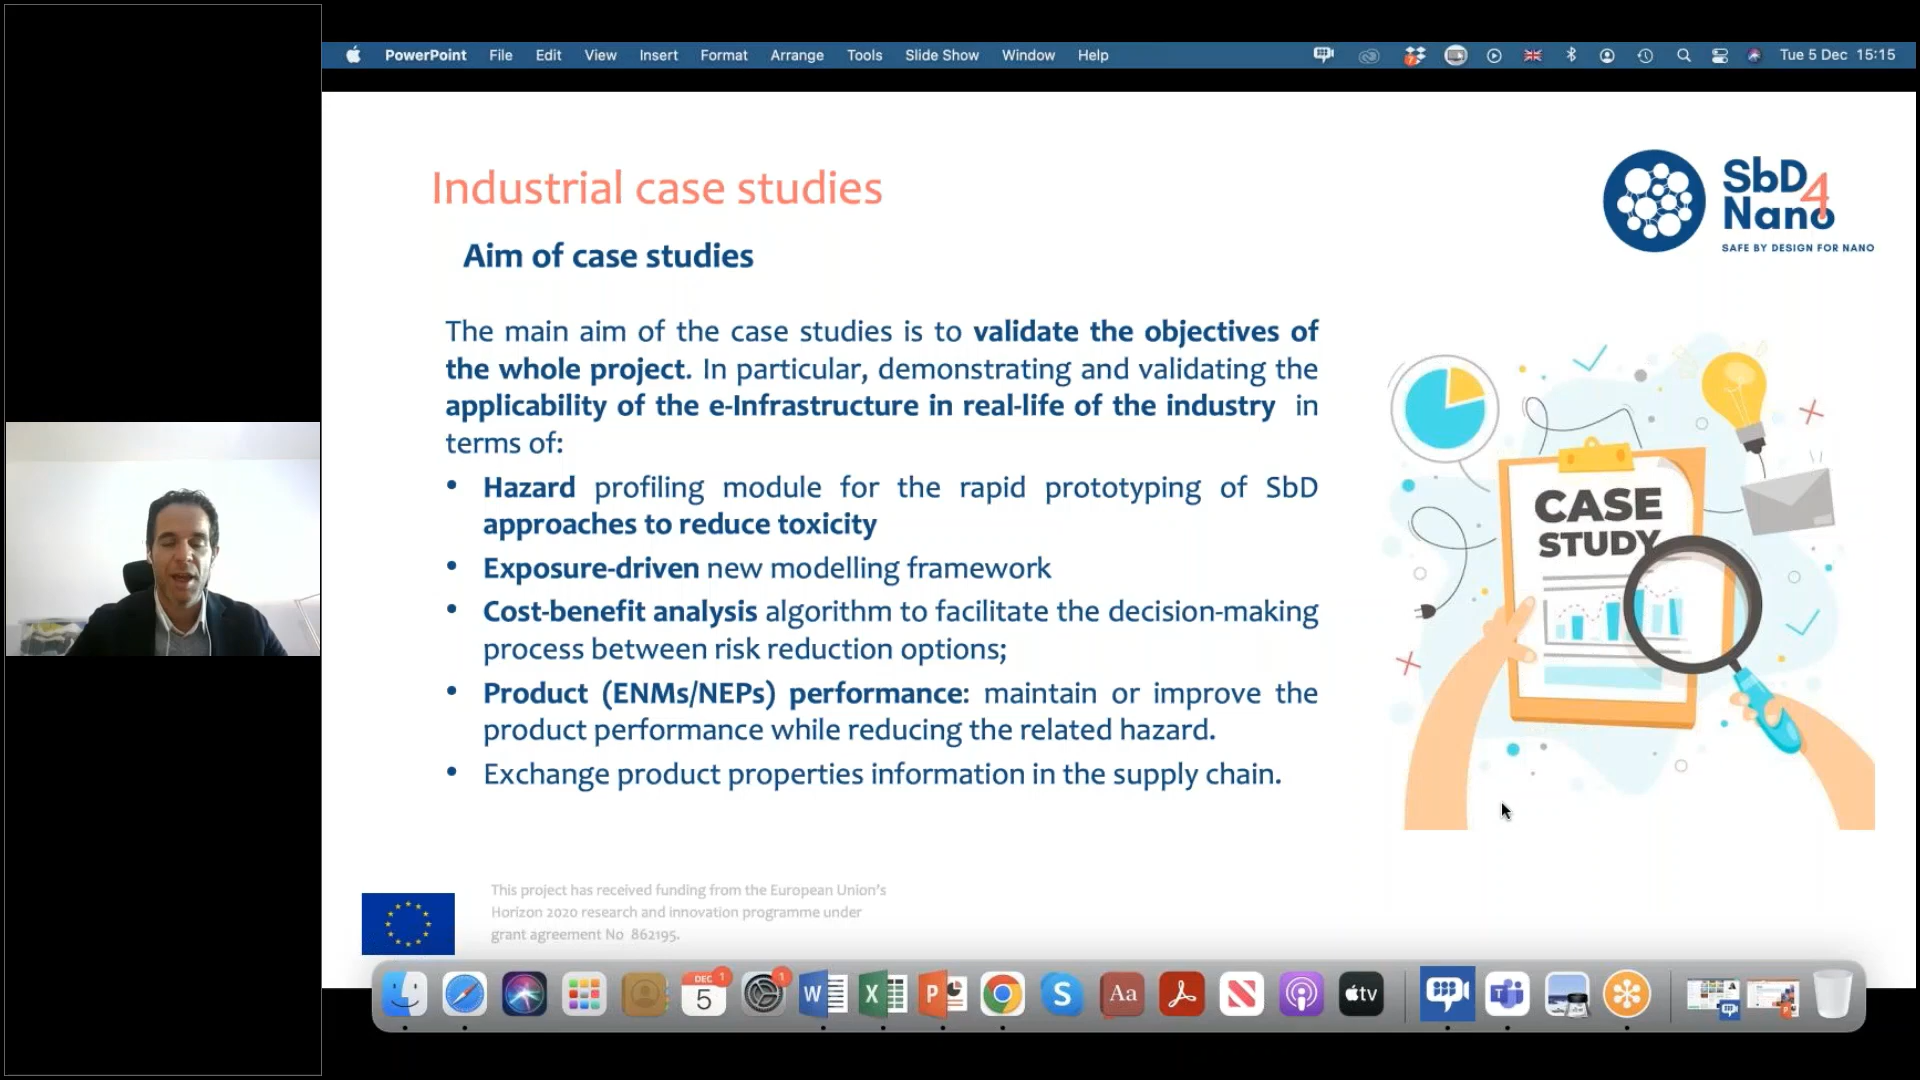 PowerPoint File Edit View Insert Format Arrange Tools Slide Show Window Help Tue 5 Dec 15:15
Industrial case studies
SbD4
Nano
SAFE BY DESIGN FOR NANO
Aim of case studies
The main aim of the case studies is to validate the objectives of
the whole project. In particular, demonstrating and validating the
applicability of the e-Infrastructure in real-life of the industry in
terms of:
• Hazard profiling module for the rapid prototyping of SbD
approaches to reduce toxicity
• Exposure-driven new modelling framework
• Cost-benefit analysis algorithm to facilitate the decision-making
process between risk reduction options;
• Product (ENMs/NEPs) performance: maintain or improve the
product performance while reducing the related hazard.
• Exchange product properties information in the supply chain.
CASE
STUDY
This project has received funding from the European Union's
Horizon 2020 research and innovation programme under
grant agreement No 862195.
DEC 1 1
5 W X P S Aa tv T